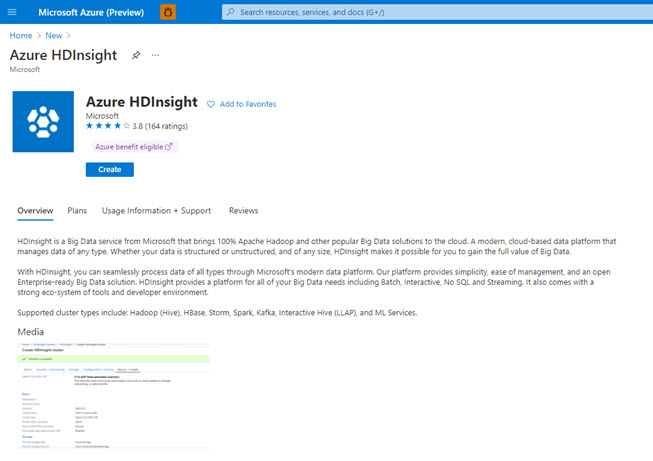 Microsoft Azure (Preview)
Search resources, services, and docs (G+/)
Home > New >
Azure HDInsight
Microsoft
Azure HDInsight
Add to Favorites
Microsoft
3.8 (164 ratings)
Azure benefit eligible
Create
Overview Plans Usage Information + Support Reviews
HDInsight is a Big Data service from Microsoft that brings 100% Apache Hadoop and other popular Big Data solutions to the cloud. A modern, cloud-based data platform that
manages data of any type. Whether your data is structured or unstructured, and of any size, HDInsight makes it possible for you to gain the full value of Big Data.
With HDInsight, you can seamlessly process data of all types through Microsoft's modern data platform. Our platform provides simplicity, ease of management, and an open
Enterprise-ready Big Data solution. HDInsight provides a platform for all of your Big Data needs including Batch, Interactive, No SQL and Streaming. It also comes with a
strong eco-system of tools and developer environment.
Supported cluster types include: Hadoop (Hive), HBase, Storm, Spark, Kafka, Interactive Hive (LLAP), and ML Services.
Media
Create HDInsight cluster